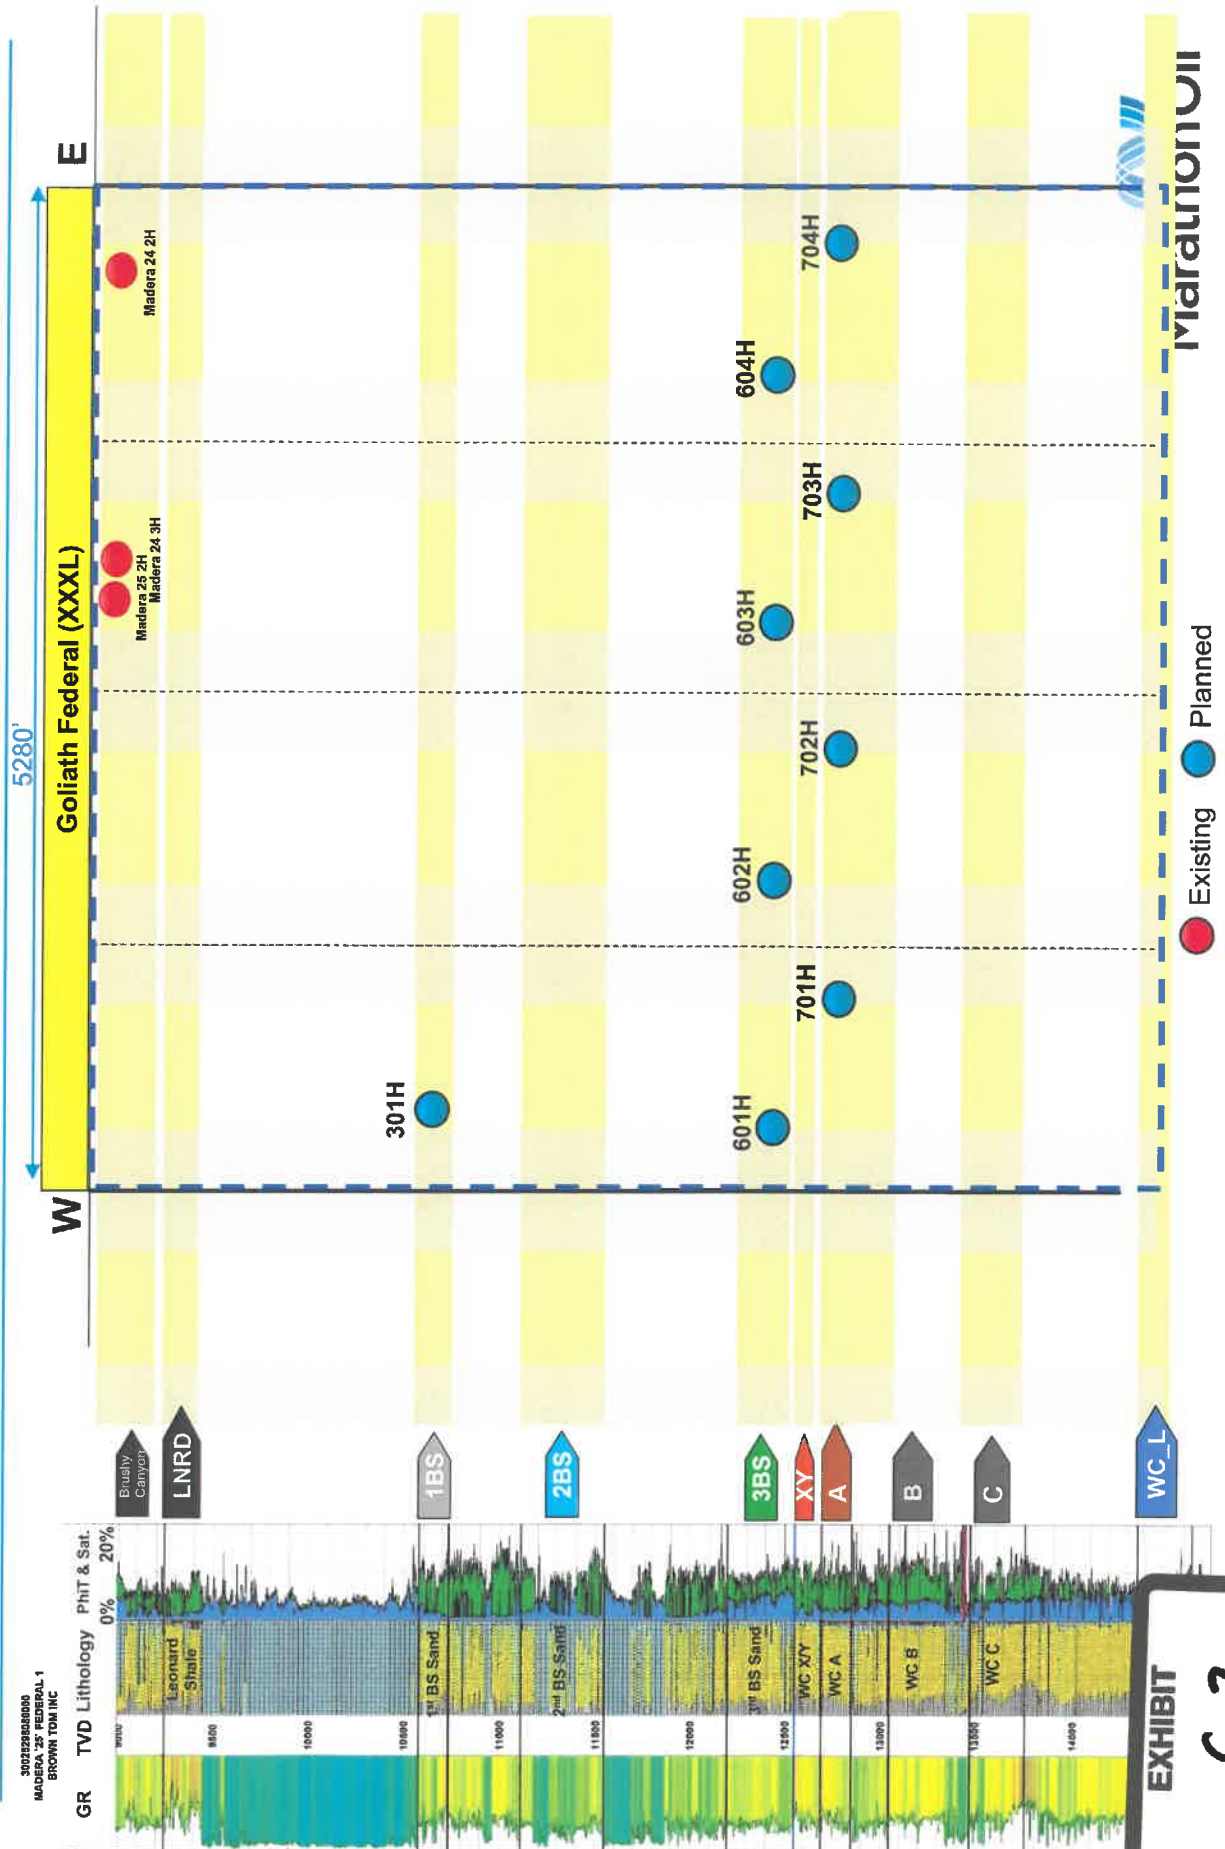 5280'
Goliath Federal (XXXL)
W
E
3002529806000
MADERA '25' FEDERAL 1
BROWN TOM INC
GR
TVD
Lithology
PhiT & Sat.
0%
20%
9000
9500
10000
10500
11000
11500
12000
12500
13000
13500
14000
Leonard
Shale
1st BS Sand
2nd BS Sand
3rd BS Sand
WC X/Y
WC A
WC B
WC C
Brushy
Canyon
LNRD
1BS
2BS
3BS
XY
A
B
C
WC_L
Madera 25 2H
Madera 24 3H
Madera 24 2H
301H
601H
602H
603H
604H
701H
702H
703H
704H
Existing
Planned
MarathonOil
EXHIBIT